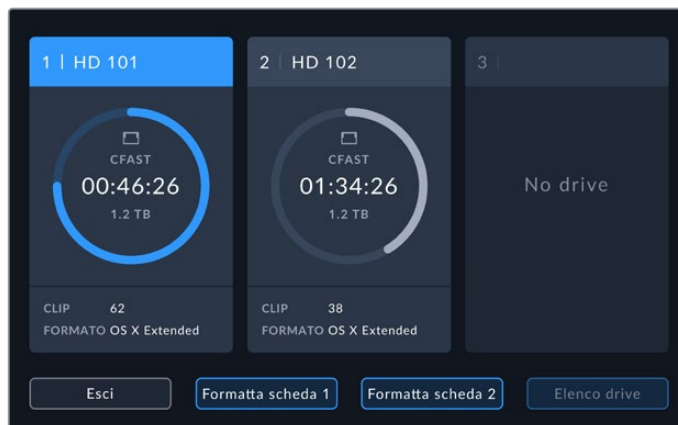 1 | HD 101
CFAST
00:46:26
1.2 TB
CLIP 62
FORMATO OS X Extended
2 | HD 102
CFAST
01:34:26
1.2 TB
CLIP 38
FORMATO OS X Extended
3 |
No drive
Esci
Formatta scheda 1
Formatta scheda 2
Elenco drive